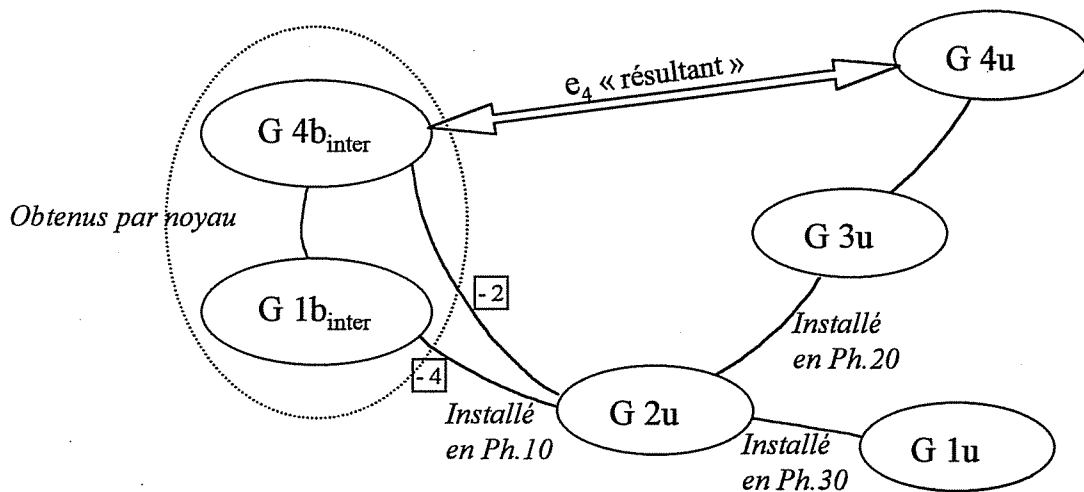 G 4u
e4 « résultant »
G 4binter
Obtenus par noyau
G 3u
G 1binter
- 2
Installé
en Ph.20
- 4
Installé
en Ph.10
G 2u
Installé
en Ph.30
G 1u